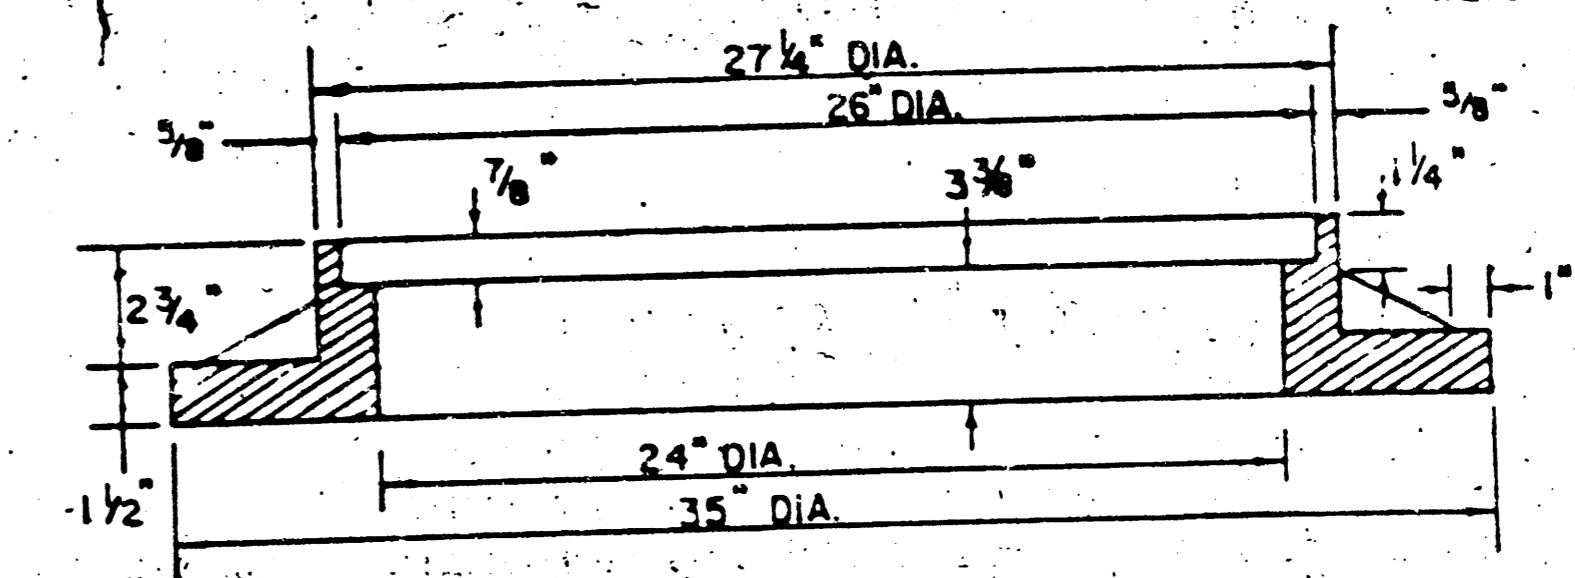 27 1/4" DIA.
26" DIA.
5/8"
5/8"
7/8"
3 3/8"
1 1/4"
2 3/4"
1"
24" DIA.
1 1/2"
35" DIA.